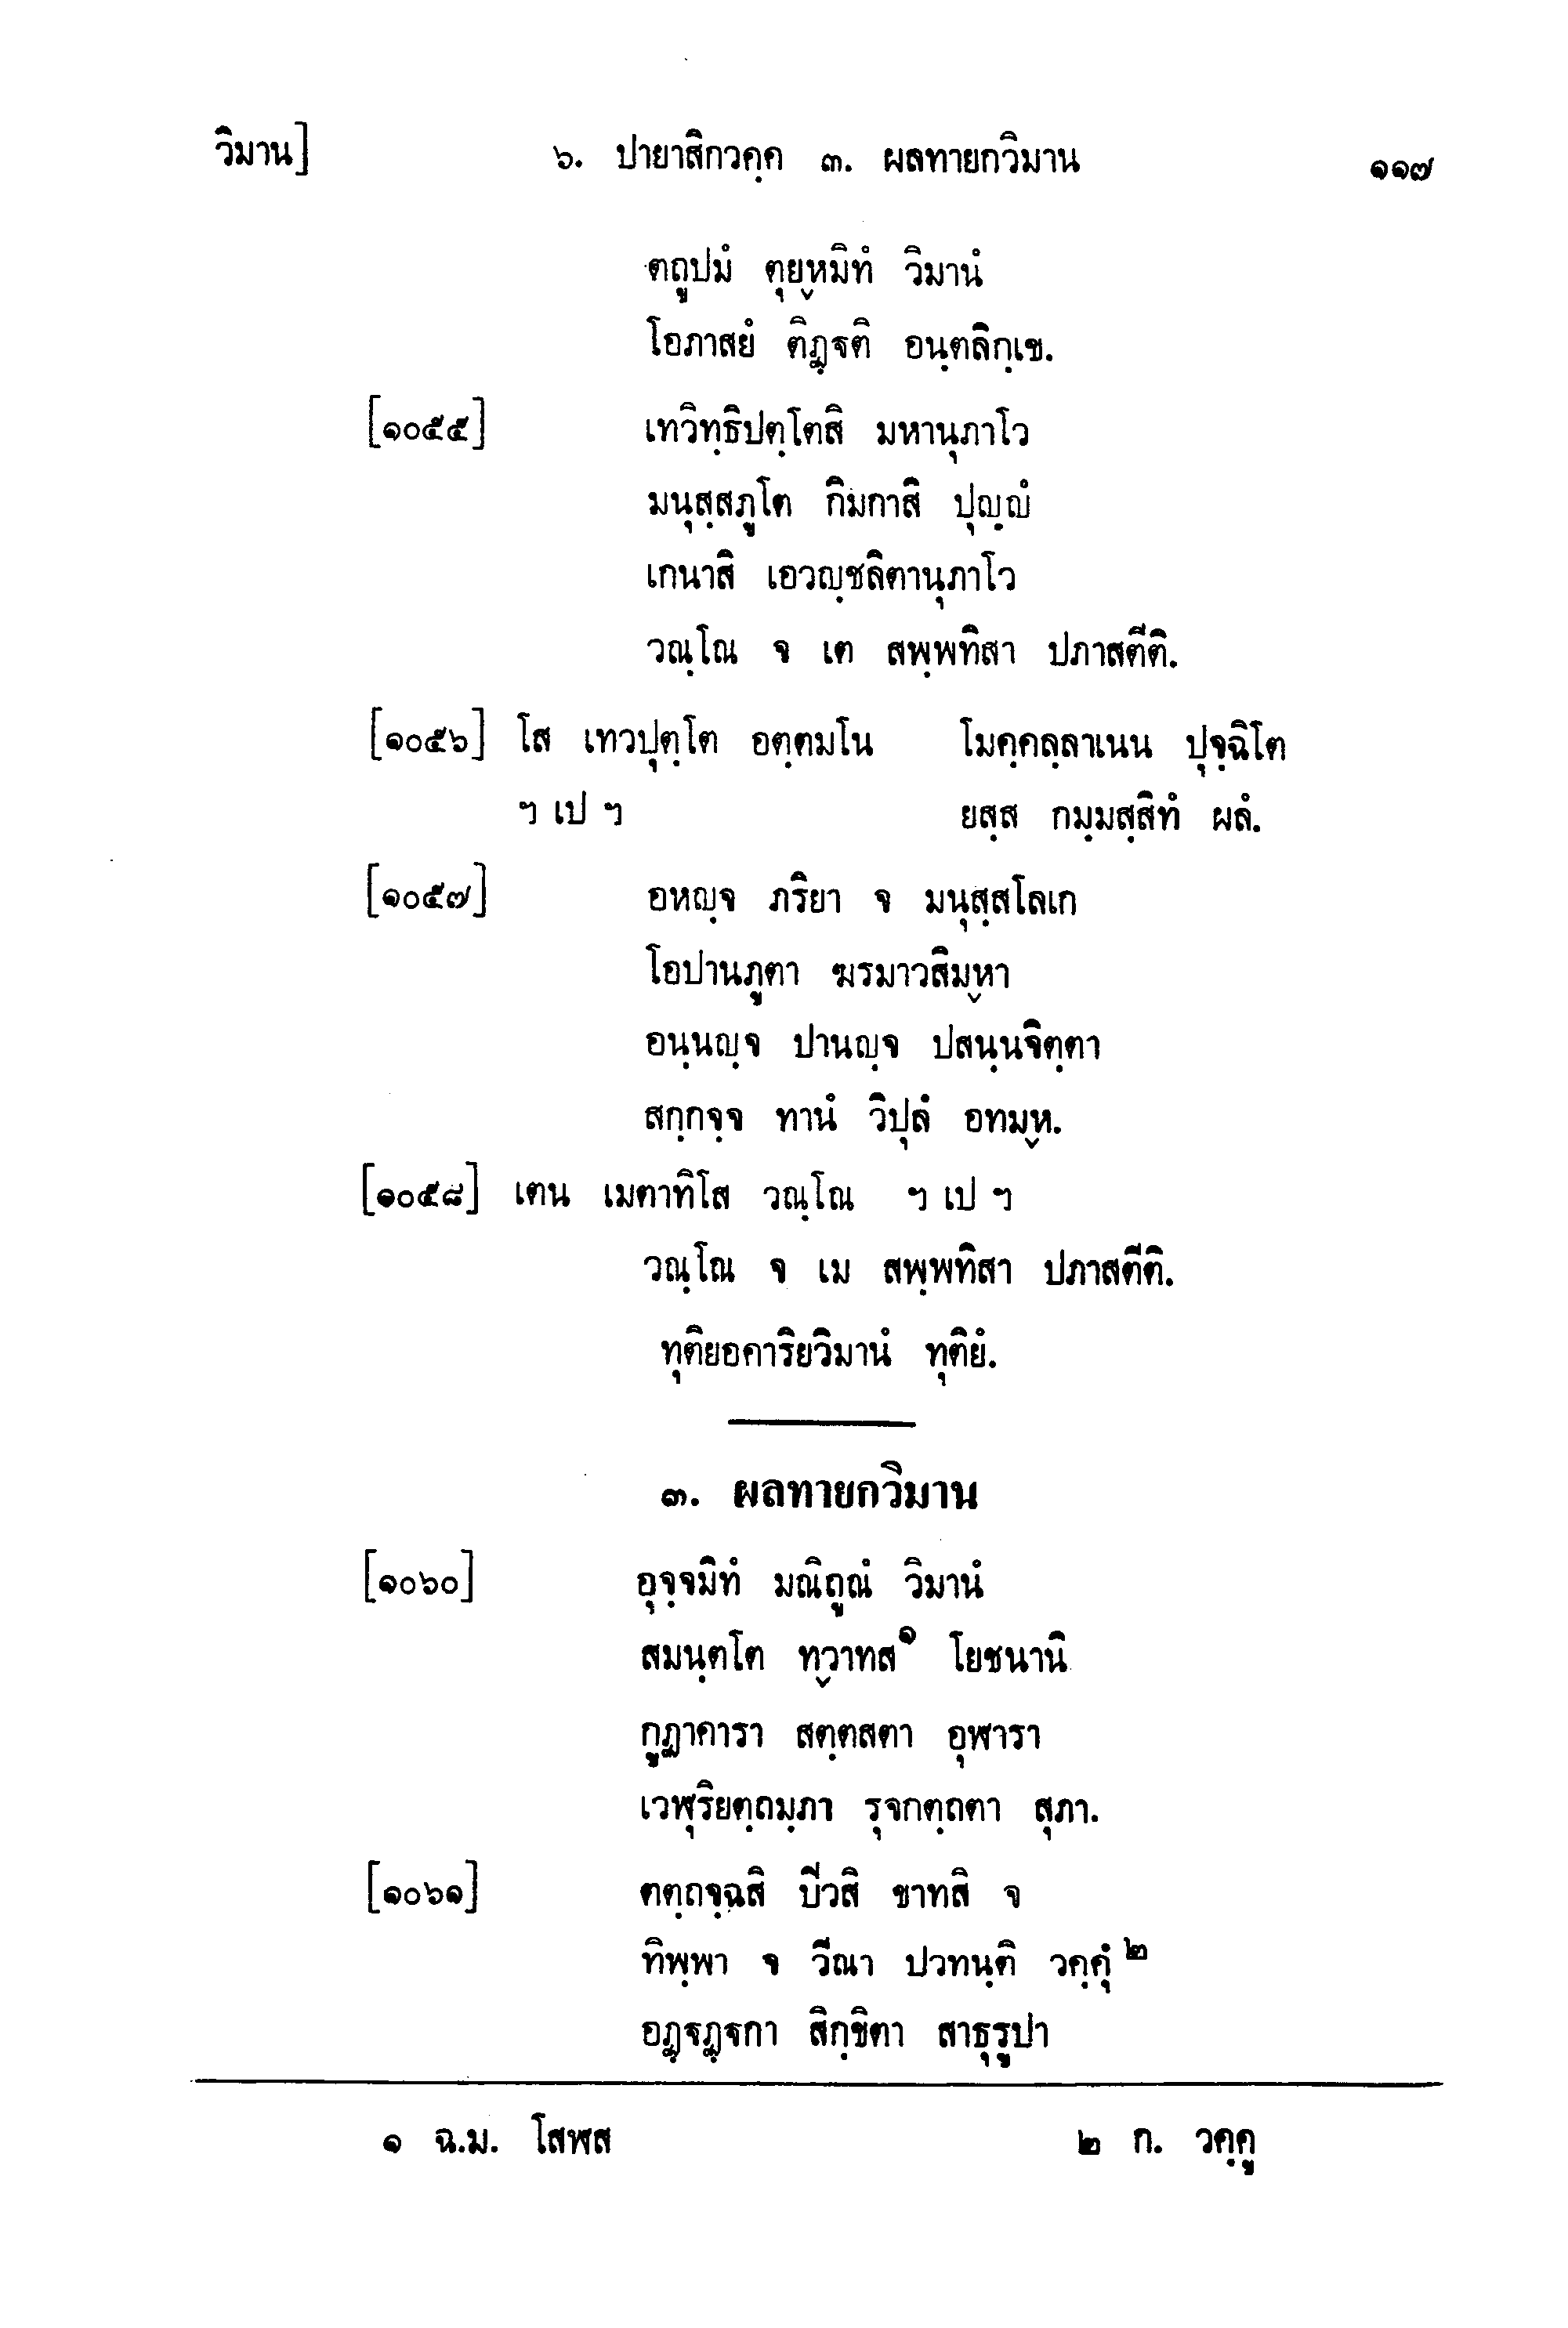 วิมาน] ๖. ปายาสิกวคฺค ๓. ผลทายกวิมาน ๑๑๗
ตถูปมํ ตุยฺหมิทํ วิมานํ
โอภาสยํ ติฏฺฐติ อนฺตลิกฺเข.
[๑๐๕๕] เทวิทฺธิปตฺโตสิ มหานุภาโว
มนุสฺสภูโต กิมกาสิ ปุญฺญํ
เกนาสิ เอวญฺชลิตานุภาโว
วณฺโณ จ เต สพฺพทิสา ปภาสตีติ.
[๑๐๕๖] โส เทวปุตฺโต อตฺตมโน โมคฺคลฺลาเนน ปุจฺฉิโต
ฯ เป ฯ ยสฺส กมฺมสฺสิทํ ผลํ.
[๑๐๕๗] อหญฺจ ภริยา จ มนุสฺสโลเก
โอปานภูตา ฆรมาวสิมฺหา
อนฺนญฺจ ปานญฺจ ปสนฺนจิตฺตา
สกฺกจฺจ ทานํ วิปุลํ อทมฺห.
[๑๐๕๘] เตน เมตาทิโส วณฺโณ ฯ เป ฯ
วณฺโณ จ เม สพฺพทิสา ปภาสตีติ.
ทุติยอคาริยวิมานํ ทุติยํ.
๓. ผลทายกวิมาน
[๑๐๖๐] อุจฺจมิทํ มณิถูณํ วิมานํ
สมนฺตโต ทฺวาทส๑ โยชนานิ
กูฏาคารา สตฺตสตา อุฬารา
เวฬุริยตฺถมฺภา รุจกตฺถตา สุภา.
[๑๐๖๑] ตตฺถจฺฉสิ ปิวสิ ขาทสิ จ
ทิพฺพา จ วีณา ปวทนฺติ วคฺคุํ๒
อฏฺฐฏฺฐกา สิกฺขิตา สาธุรูปา
๑ ฉ.ม. โสฬส ๒ ก. วคฺคู